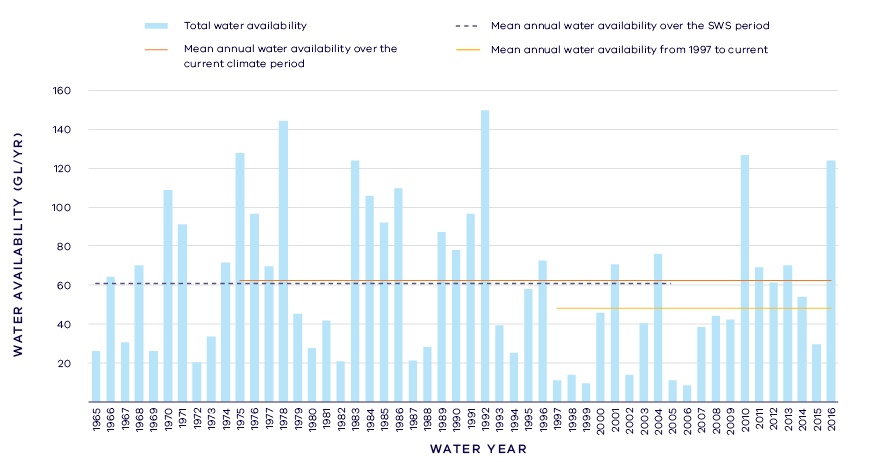 Total water availability
Mean annual water availability over the SWS period
Mean annual water availability over the
current climate period
Mean annual water availability from 1997 to current
WATER AVAILABILITY (GL/YR)
160
140
120
100
80
60
40
20
1965 1966 1967 1968 1969 1970 1971 1972 1973 1974 1975 1976 1977 1978 1979 1980 1981 1982 1983 1984 1985 1986 1987 1988 1989 1990 1991 1992 1993 1994 1995 1996 1997 1998 1999 2000 2001 2002 2003 2004 2005 2006 2007 2008 2009 2010 2011 2012 2013 2014 2015 2016
WATER YEAR